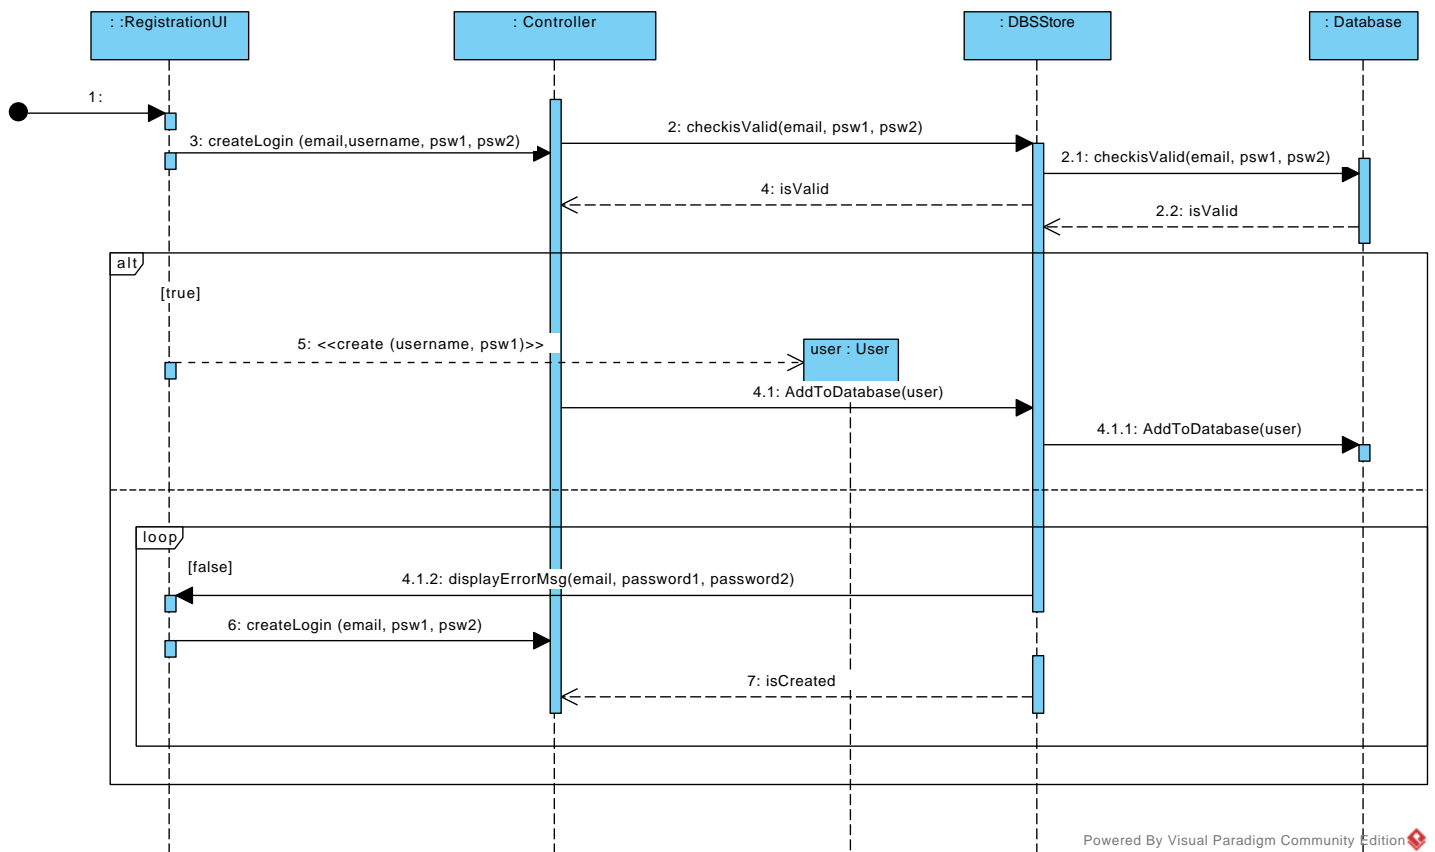 : :RegistrationUI
: Controller
: DBSStore
: Database
1:
3: createLogin (email,username, psw1, psw2)
2: checkisValid(email, psw1, psw2)
2.1: checkisValid(email, psw1, psw2)
4: isValid
2.2: isValid
alt
[true]
5: <<create (username, psw1)>>
user : User
4.1: AddToDatabase(user)
4.1.1: AddToDatabase(user)
loop
[false]
4.1.2: displayErrorMsg(email, password1, password2)
6: createLogin (email, psw1, psw2)
7: isCreated
Powered By Visual Paradigm Community Edition